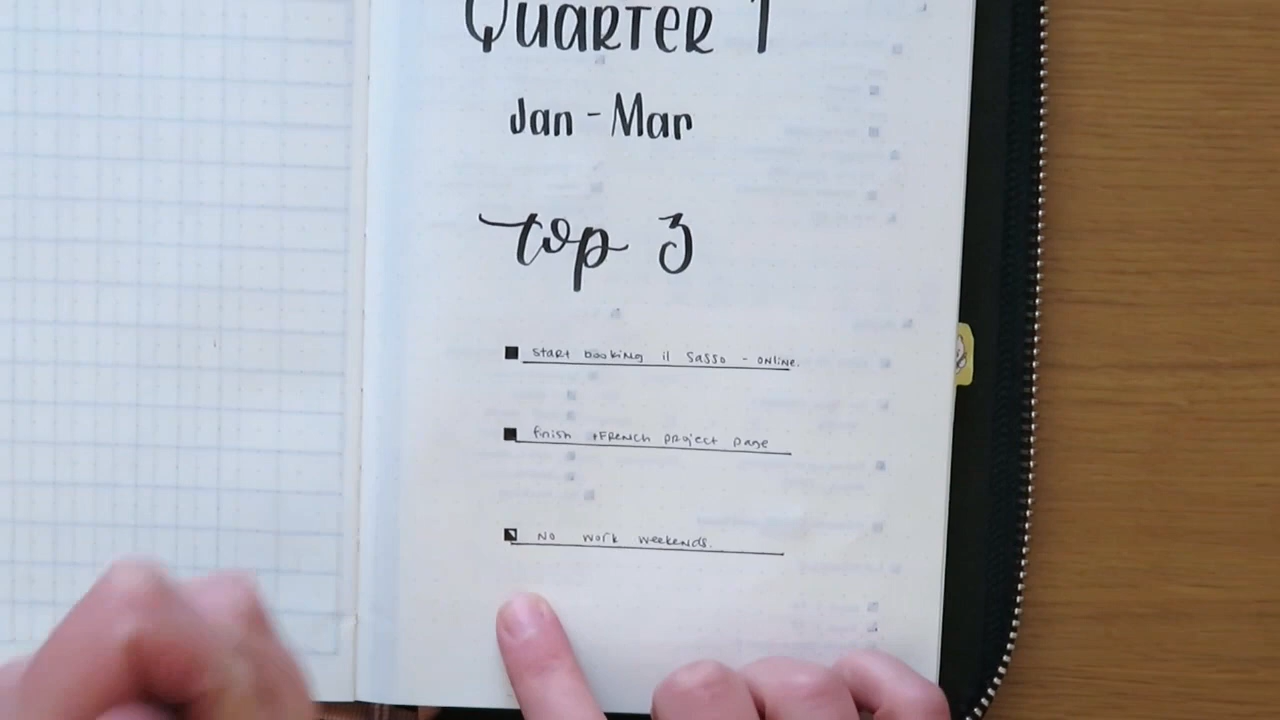 Quarter 1
Jan - Mar
top 3
start booking il Sasso - online.
finish +French project page
No work weekends.